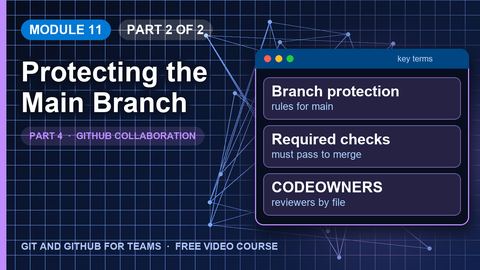 MODULE 11
PART 2 OF 2
Protecting the
Main Branch
PART 4 · GITHUB COLLABORATION
key terms
Branch protection
rules for main
Required checks
must pass to merge
CODEOWNERS
reviewers by file
GIT AND GITHUB FOR TEAMS · FREE VIDEO COURSE